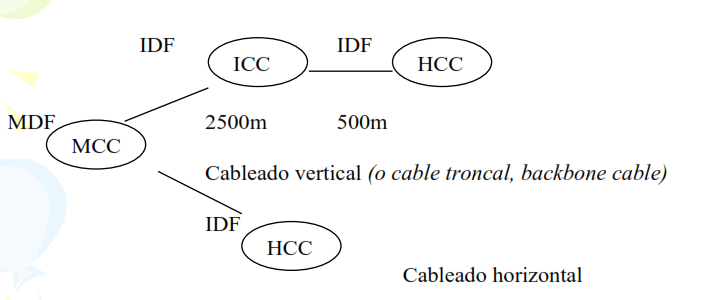 IDF IDF
ICC HCC
MDF 2500m 500m
MCC
Cableado vertical (o cable troncal, backbone cable)
IDF
HCC
Cableado horizontal